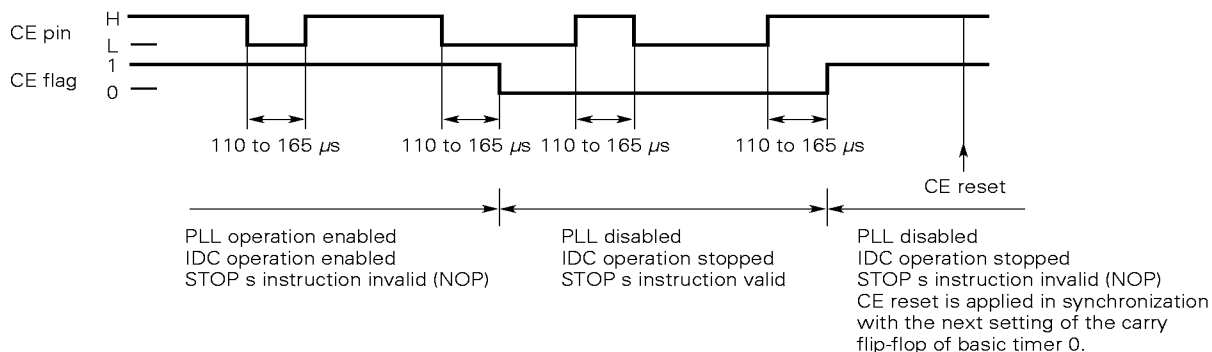 H
CE pin
L
1
CE flag
0
110 to 165 µs
110 to 165 µs
110 to 165 µs
110 to 165 µs
CE reset
PLL operation enabled
IDC operation enabled
STOP s instruction invalid (NOP)
PLL disabled
IDC operation stopped
STOP s instruction valid
PLL disabled
IDC operation stopped
STOP s instruction invalid (NOP)
CE reset is applied in synchronization
with the next setting of the carry
flip-flop of basic timer 0.